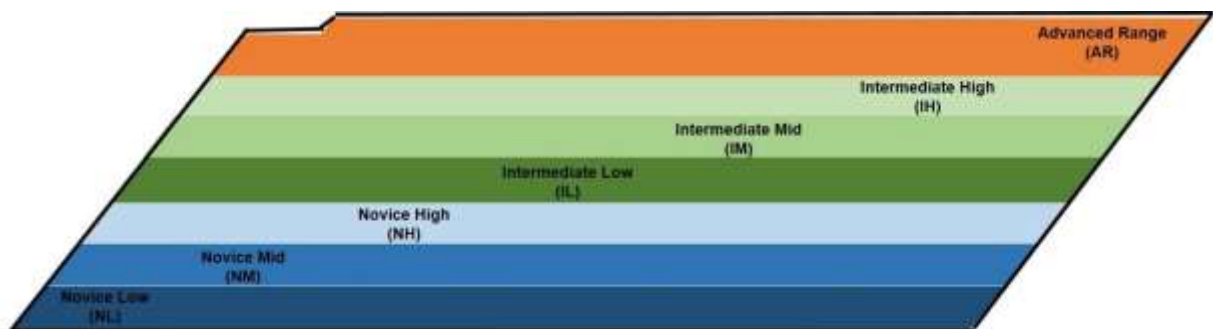 Advanced Range
(AR)
Intermediate High
(IH)
Intermediate Mid
(IM)
Intermediate Low
(IL)
Novice High
(NH)
Novice Mid
(NM)
Novice Low
(NL)